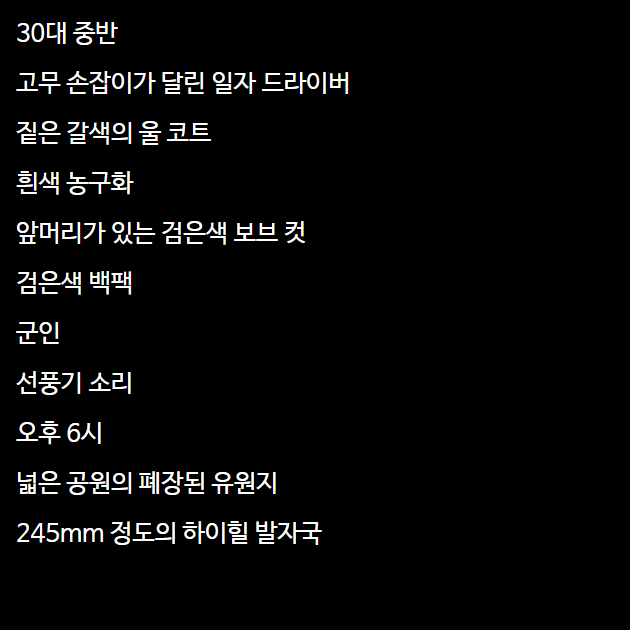 30대 중반
고무 손잡이가 달린 일자 드라이버
짙은 갈색의 울 코트
흰색 농구화
앞머리가 있는 검은색 보브 컷
검은색 백팩
군인
선풍기 소리
오후 6시
넓은 공원의 폐장된 유원지
245mm 정도의 하이힐 발자국